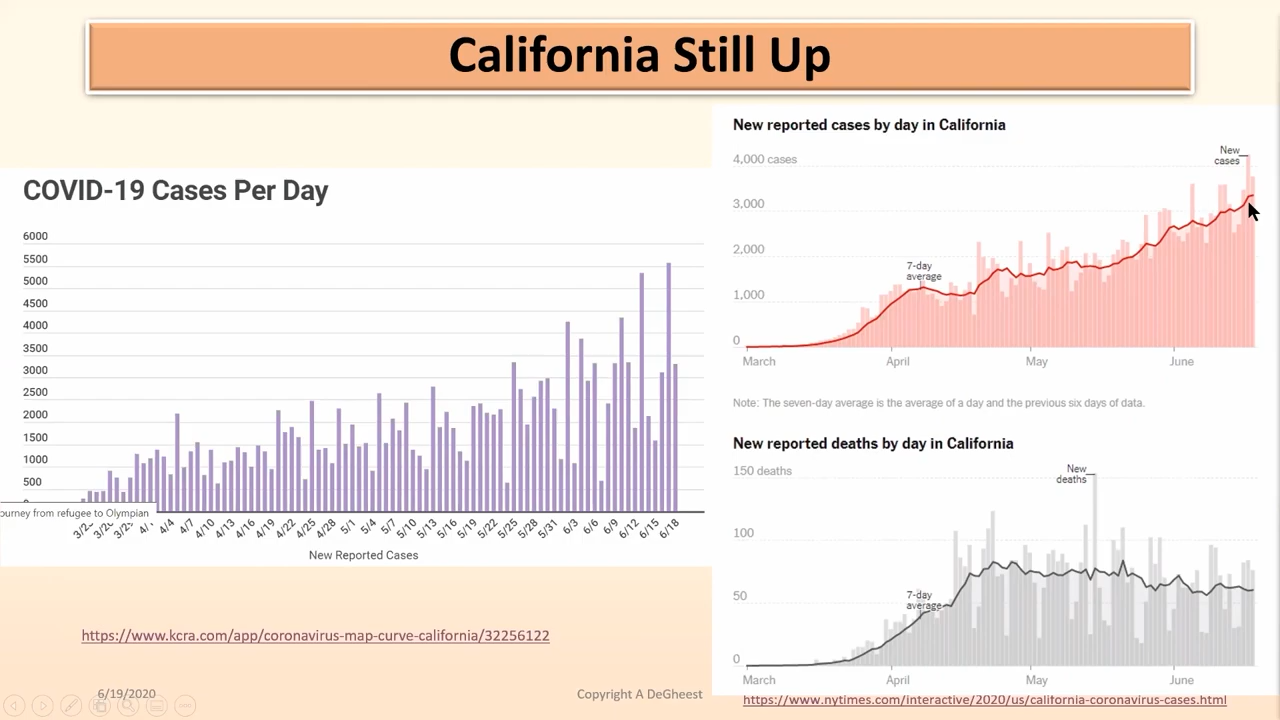 California Still Up
COVID-19 Cases Per Day
6000
5500
5000
4500
4000
3500
3000
2500
2000
1500
1000
500
ourney from refugee to Olympian
4/4
4/7
4/10
4/13
4/16
4/19
4/22
4/25
4/28
5/1
5/4
5/7
5/10
5/13
5/16
5/19
5/22
5/25
5/28
5/31
6/3
6/6
6/9
6/12
6/15
6/18
New Reported Cases
https://www.kcra.com/app/coronavirus-map-curve-california/32256122
6/19/2020
Copyright A DeGheest
New reported cases by day in California
4,000 cases
New
cases
3,000
2,000
7-day
average
1,000
0
March
April
May
June
Note: The seven-day average is the average of a day and the previous six days of data.
New reported deaths by day in California
150 deaths
New
deaths
100
7-day
average
50
0
March
April
May
June
https://www.nytimes.com/interactive/2020/us/california-coronavirus-cases.html